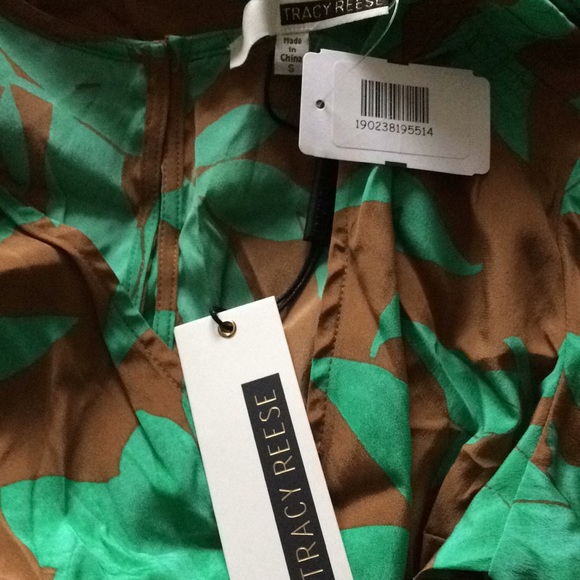 TRACY REESE
Made
in
China
S
190238195514
TRACY REESE